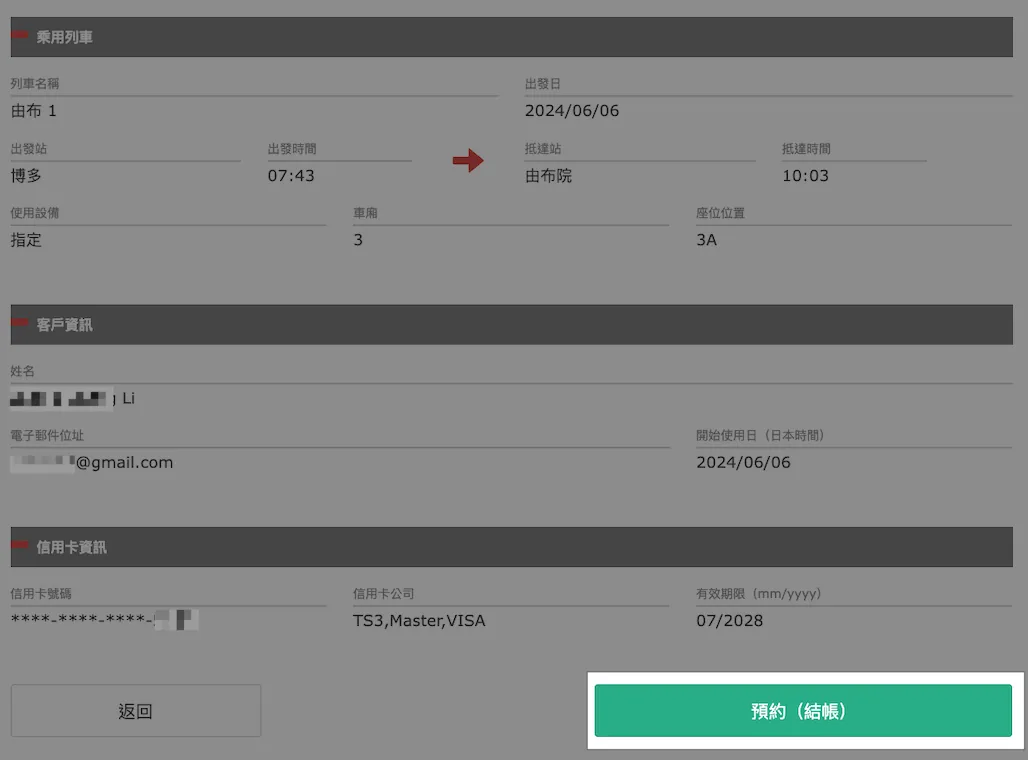 乗用列車
列車名稱 出發日
由布 1 2024/06/06
出發站 出發時間 抵達站 抵達時間
博多 07:43 由布院 10:03
使用設備 車廂 座位位置
指定 3 3A
客戶資訊
姓名
Li
電子郵件位址 開始使用日（日本時間）
@gmail.com 2024/06/06
信用卡資訊
信用卡號碼 信用卡公司 有效期限（mm/yyyy）
****-****-****- TS3,Master,VISA 07/2028
返回 預約（結帳）